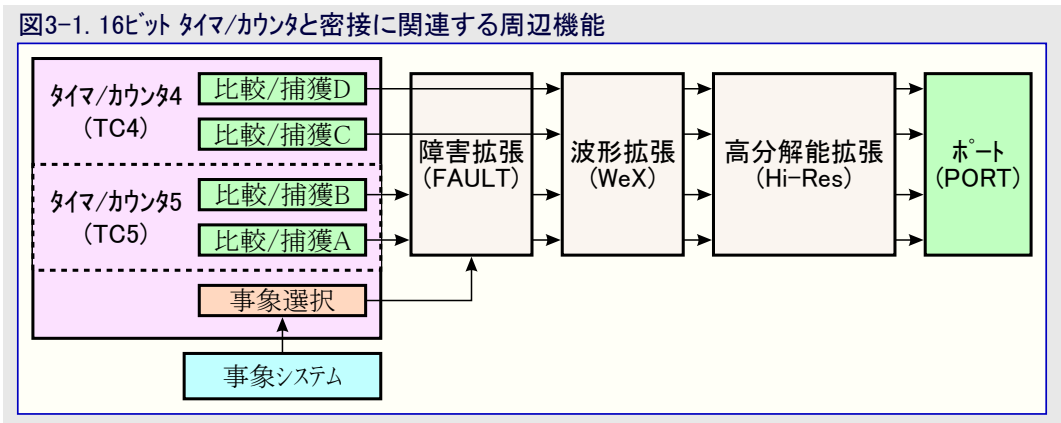 図3-1. 16ﾋﾞｯﾄ ﾀｲﾏ/ｶｳﾝﾀと密接に関連する周辺機能
ﾀｲﾏ/ｶｳﾝﾀ4
(TC4)
比較/捕獲D
比較/捕獲C
ﾀｲﾏ/ｶｳﾝﾀ5
(TC5)
比較/捕獲B
比較/捕獲A
事象選択
事象ｼｽﾃﾑ
障害拡張
(FAULT)
波形拡張
(WeX)
高分解能拡張
(Hi-Res)
ﾎﾟｰﾄ
(PORT)